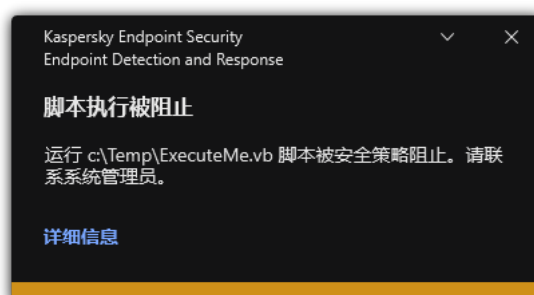 Kaspersky Endpoint Security
Endpoint Detection and Response
脚本执行被阻止
运行 c:\Temp\ExecuteMe.vb 脚本被安全策略阻止。请联
系系统管理员。
详细信息